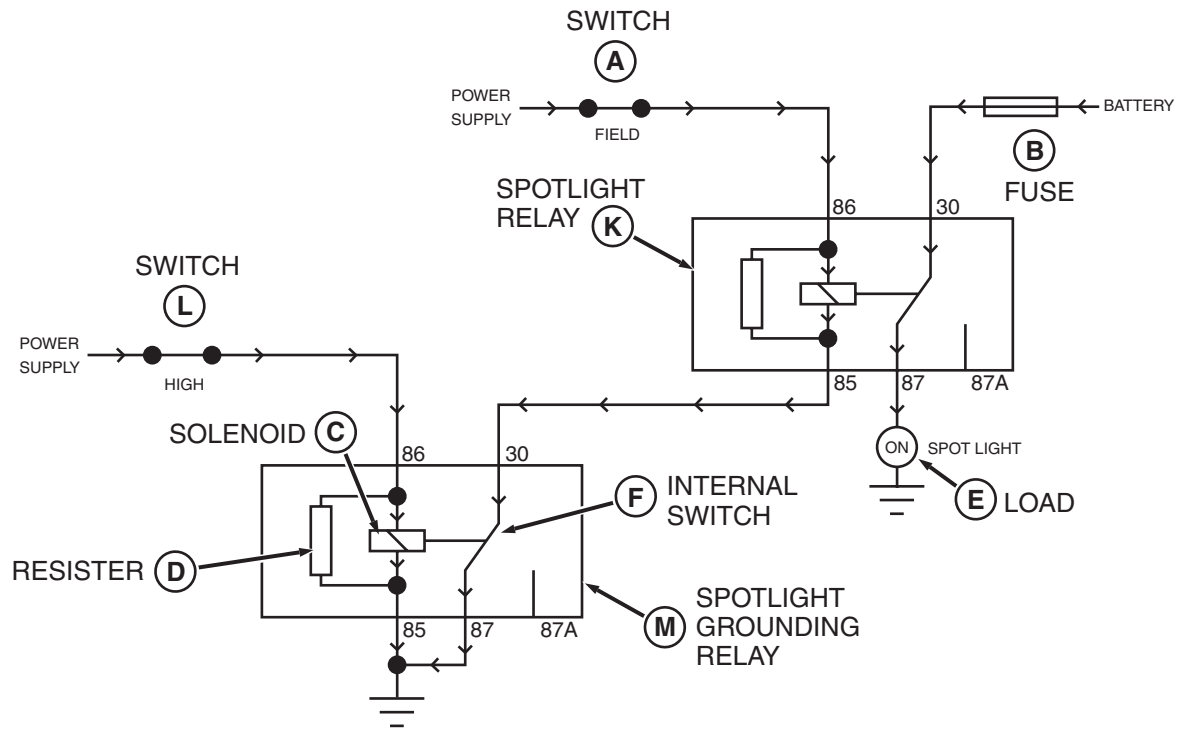 SWITCH
A
POWER
SUPPLY
FIELD
BATTERY
B
FUSE
SPOTLIGHT
RELAY K
86
30
SWITCH
L
POWER
SUPPLY
HIGH
85
87
87A
SOLENOID C
86
30
ON SPOT LIGHT
E LOAD
F INTERNAL
SWITCH
RESISTER D
M SPOTLIGHT
GROUNDING
RELAY
85
87
87A